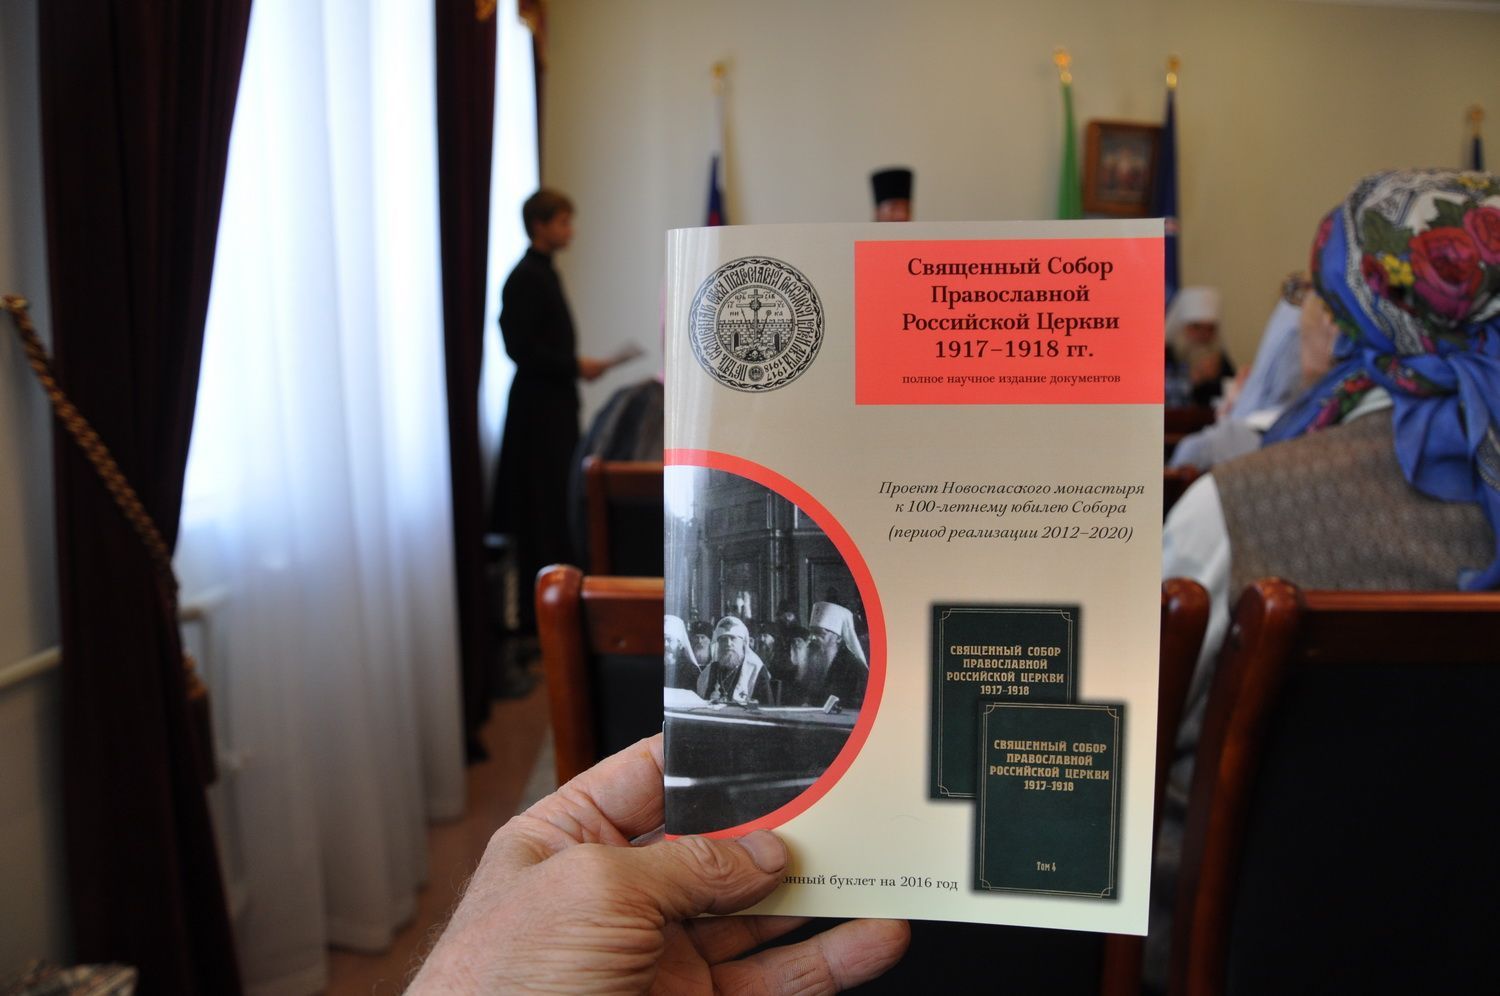 Священный Собор
Православной
Российской Церкви
1917–1918 гг.
полное научное издание документов
Проект Новоспасского монастыря
к 100-летнему юбилею Собора
(период реализации 2012–2020)
СВЯЩЕННЫЙ СОБОР
ПРАВОСЛАВНОЙ
РОССИЙСКОЙ ЦЕРКВИ
1917–1918
СВЯЩЕННЫЙ СОБОР
ПРАВОСЛАВНОЙ
РОССИЙСКОЙ ЦЕРКВИ
1917–1918
Том 4
буклет на 2016 год